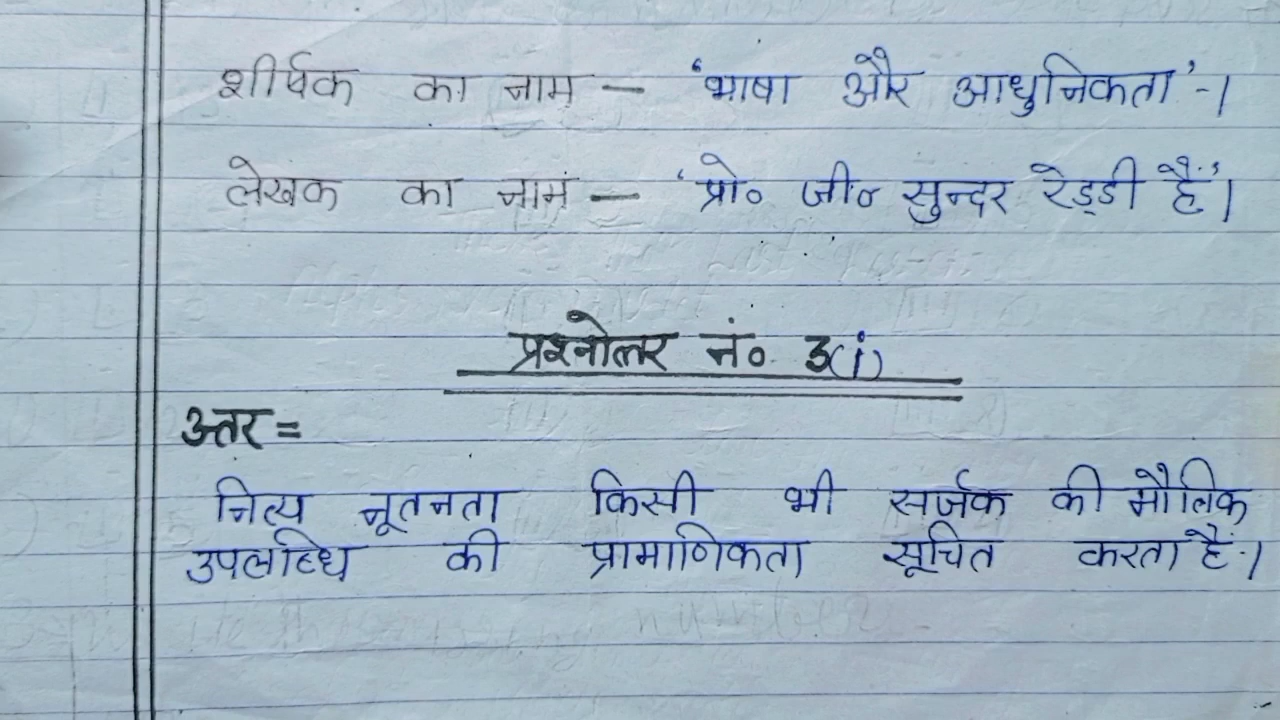 शीर्षक का नाम — 'भाषा और आधुनिकता' -।
लेखक का नाम — 'प्रो० जी० सुन्दर रेड्डी हैं'।
प्रश्नोत्तर नं० 3(i)
उत्तर =
नित्य नूतनता किसी भी सर्जक की मौलिक
उपलब्धि की प्रामाणिकता सूचित करता है।